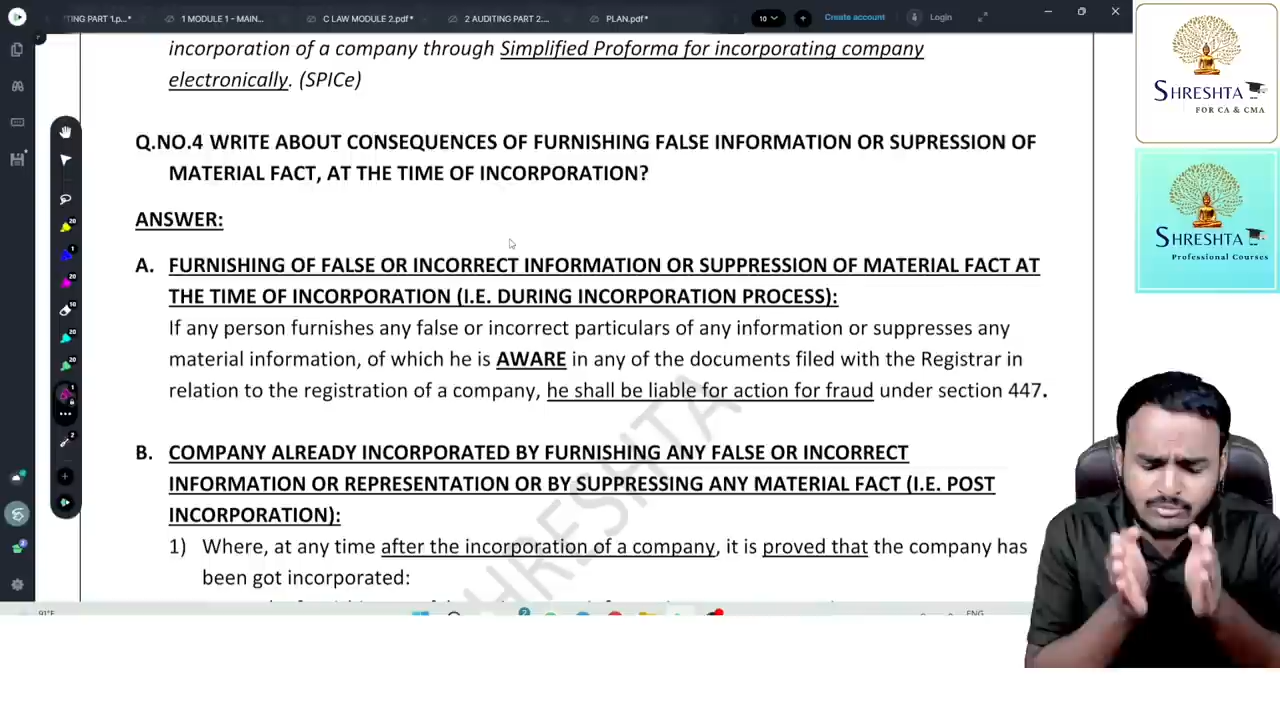 TING PART 1.p...*
1 MODULE 1 - MAIN...
C LAW MODULE 2.pdf*
2 AUDITING PART 2....
PLAN.pdf*
10
Create account
Login
incorporation of a company through Simplified Proforma for incorporating company
electronically. (SPICe)
Q.NO.4 WRITE ABOUT CONSEQUENCES OF FURNISHING FALSE INFORMATION OR SUPRESSION OF
MATERIAL FACT, AT THE TIME OF INCORPORATION?
ANSWER:
A. FURNISHING OF FALSE OR INCORRECT INFORMATION OR SUPPRESSION OF MATERIAL FACT AT
THE TIME OF INCORPORATION (I.E. DURING INCORPORATION PROCESS):
If any person furnishes any false or incorrect particulars of any information or suppresses any
material information, of which he is AWARE in any of the documents filed with the Registrar in
relation to the registration of a company, he shall be liable for action for fraud under section 447.
B. COMPANY ALREADY INCORPORATED BY FURNISHING ANY FALSE OR INCORRECT
INFORMATION OR REPRESENTATION OR BY SUPPRESSING ANY MATERIAL FACT (I.E. POST
INCORPORATION):
1) Where, at any time after the incorporation of a company, it is proved that the company has
been got incorporated:
SHRESHTA
FOR CA & CMA
SHRESHTA
Professional Courses
HRESHTA
91°F
ENG